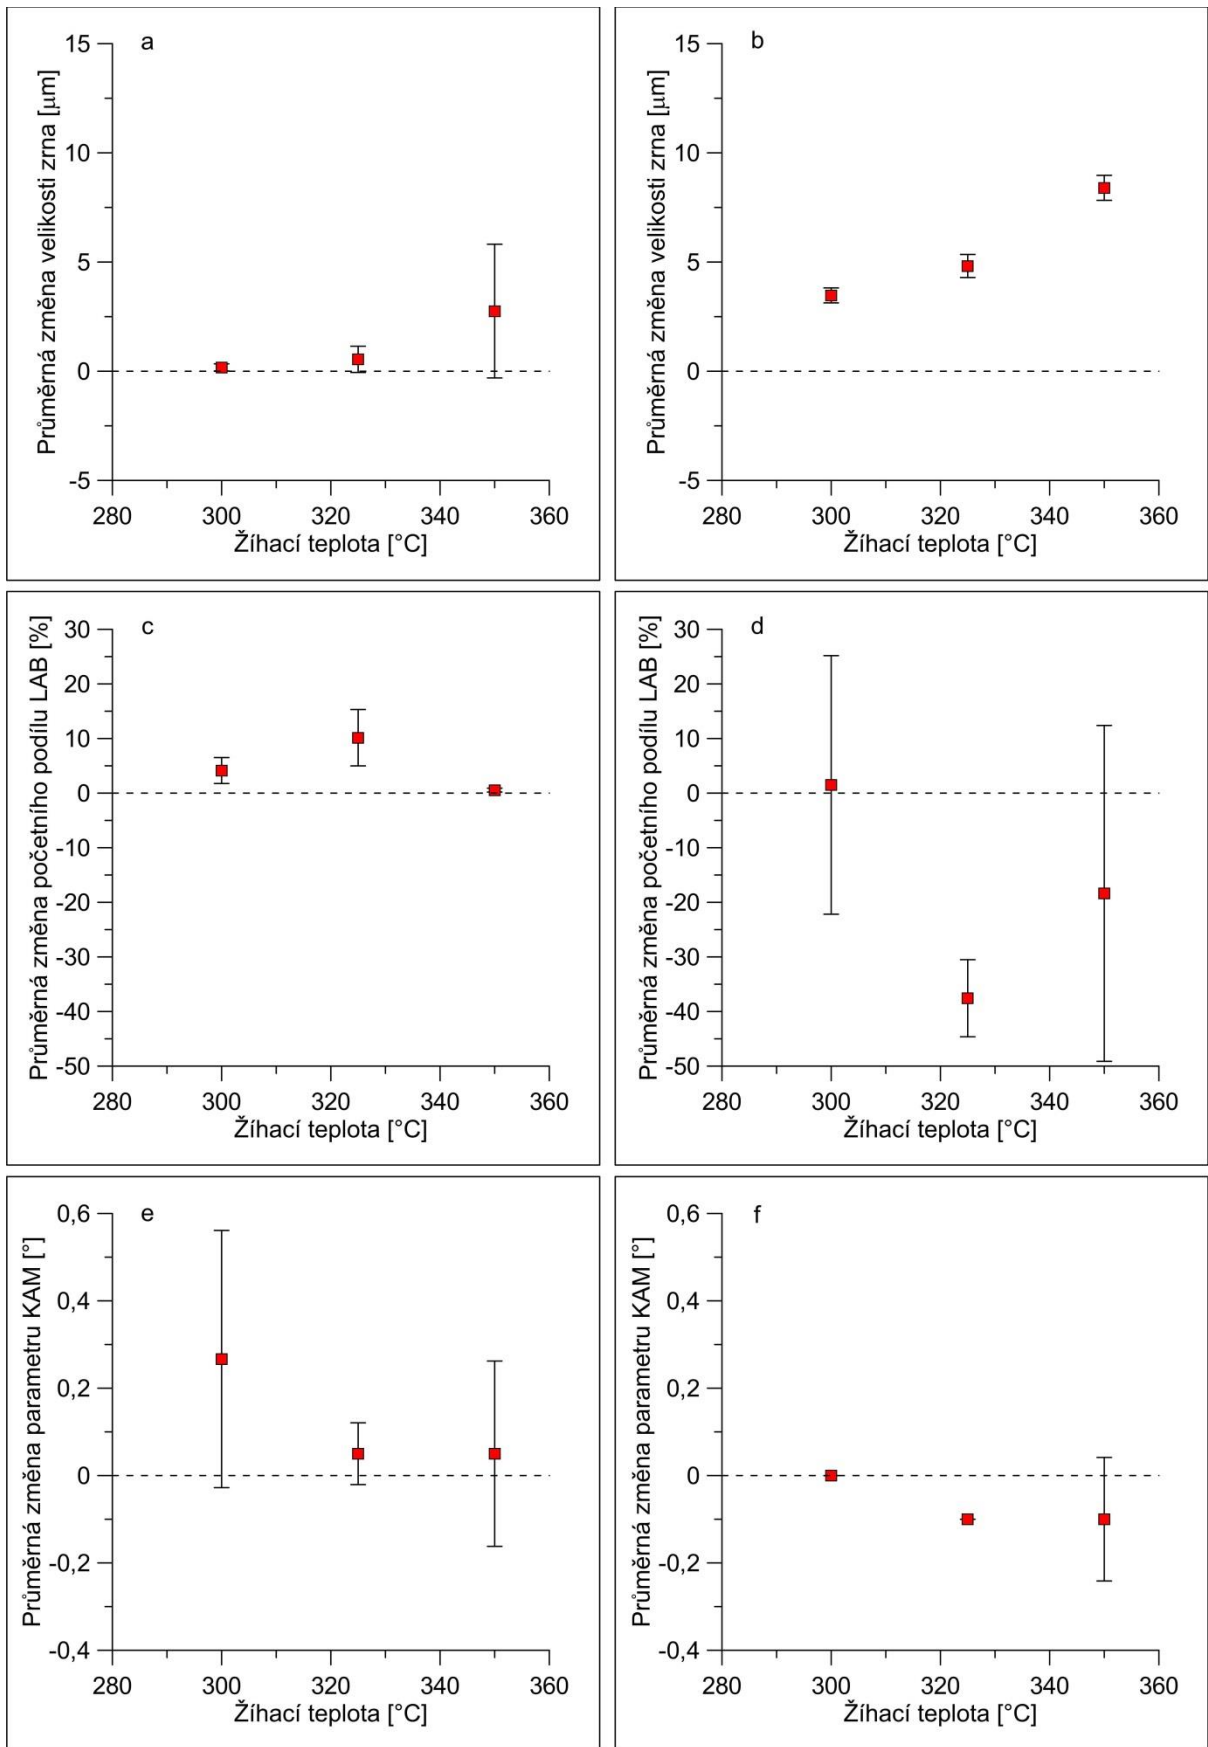 a
Průměrná změna velikosti zrna [μm]
15
10
5
0
-5
280 300 320 340 360
Žíhací teplota [°C]
b
Průměrná změna velikosti zrna [μm]
15
10
5
0
-5
280 300 320 340 360
Žíhací teplota [°C]
c
Průměrná změna početního podílu LAB [%]
30
20
10
0
-10
-20
-30
-40
-50
280 300 320 340 360
Žíhací teplota [°C]
d
Průměrná změna početního podílu LAB [%]
30
20
10
0
-10
-20
-30
-40
-50
280 300 320 340 360
Žíhací teplota [°C]
e
Průměrná změna parametru KAM [°]
0,6
0,4
0,2
0
-0,2
-0,4
280 300 320 340 360
Žíhací teplota [°C]
f
Průměrná změna parametru KAM [°]
0,6
0,4
0,2
0
-0,2
-0,4
280 300 320 340 360
Žíhací teplota [°C]